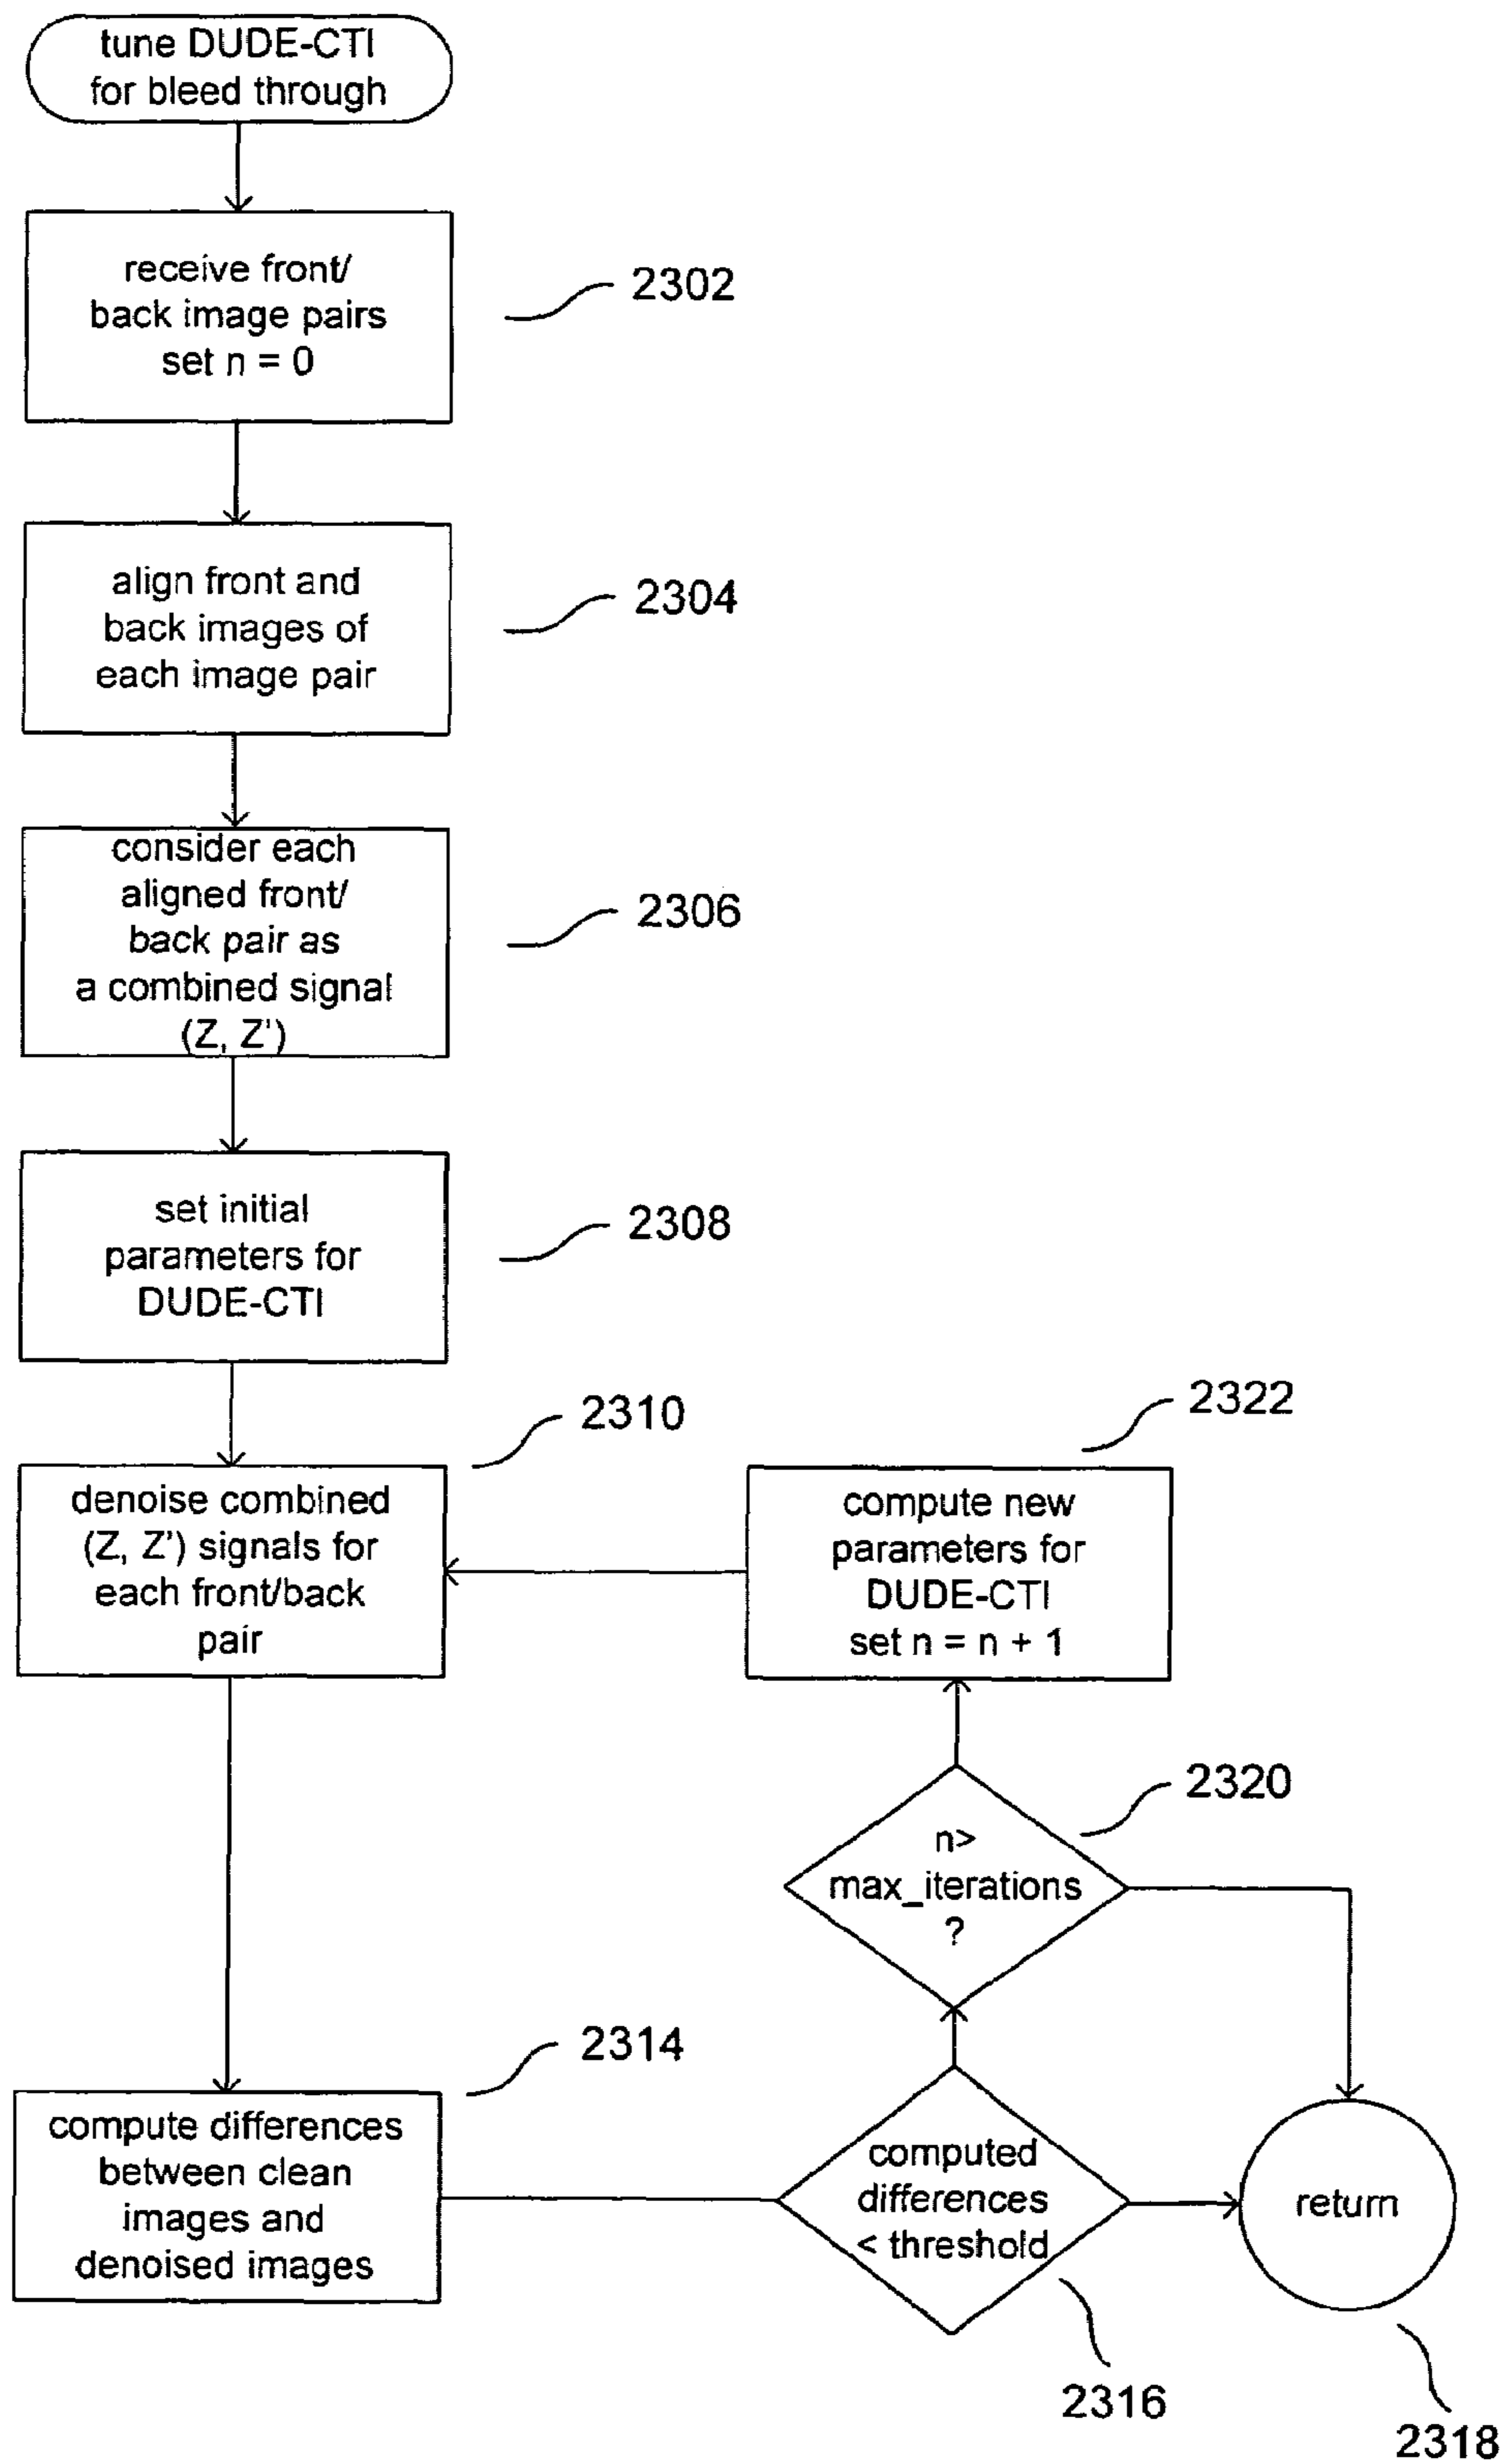 tune DUDE-CTI
for bleed through
receive front/
back image pairs
set n = 0
2302
align front and
back images of
each image pair
2304
consider each
aligned front/
back pair as
a combined signal
(Z, Z')
2306
set initial
parameters for
DUDE-CTI
2308
denoise combined
(Z, Z') signals for
each front/back
pair
2310
compute new
parameters for
DUDE-CTI
set n = n + 1
2322
n>
max_iterations
?
2320
compute differences
between clean
images and
denoised images
2314
computed
differences
< threshold
2316
return
2318